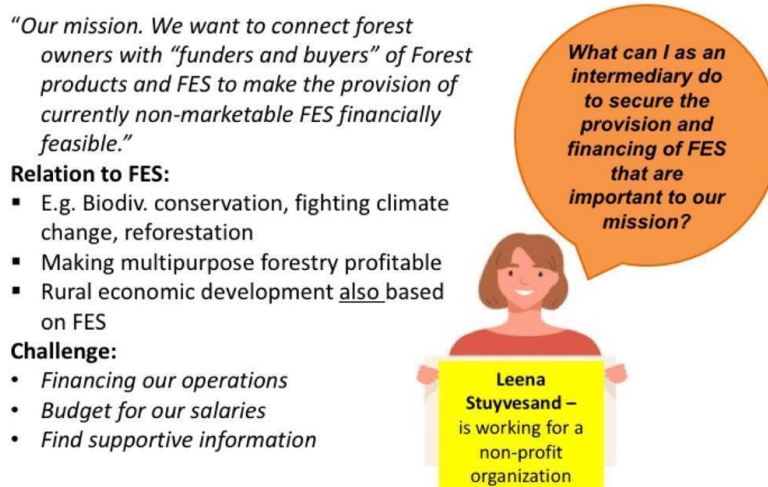 “Our mission. We want to connect forest
owners with “funders and buyers” of Forest
products and FES to make the provision of
currently non-marketable FES financially
feasible.”
Relation to FES:
▪ E.g. Biodiv. conservation, fighting climate
change, reforestation
▪ Making multipurpose forestry profitable
▪ Rural economic development also based
on FES
Challenge:
• Financing our operations
• Budget for our salaries
• Find supportive information
What can I as an
intermediary do
to secure the
provision and
financing of FES
that are
important to our
mission?
Leena
Stuyvesand –
is working for a
non-profit
organization